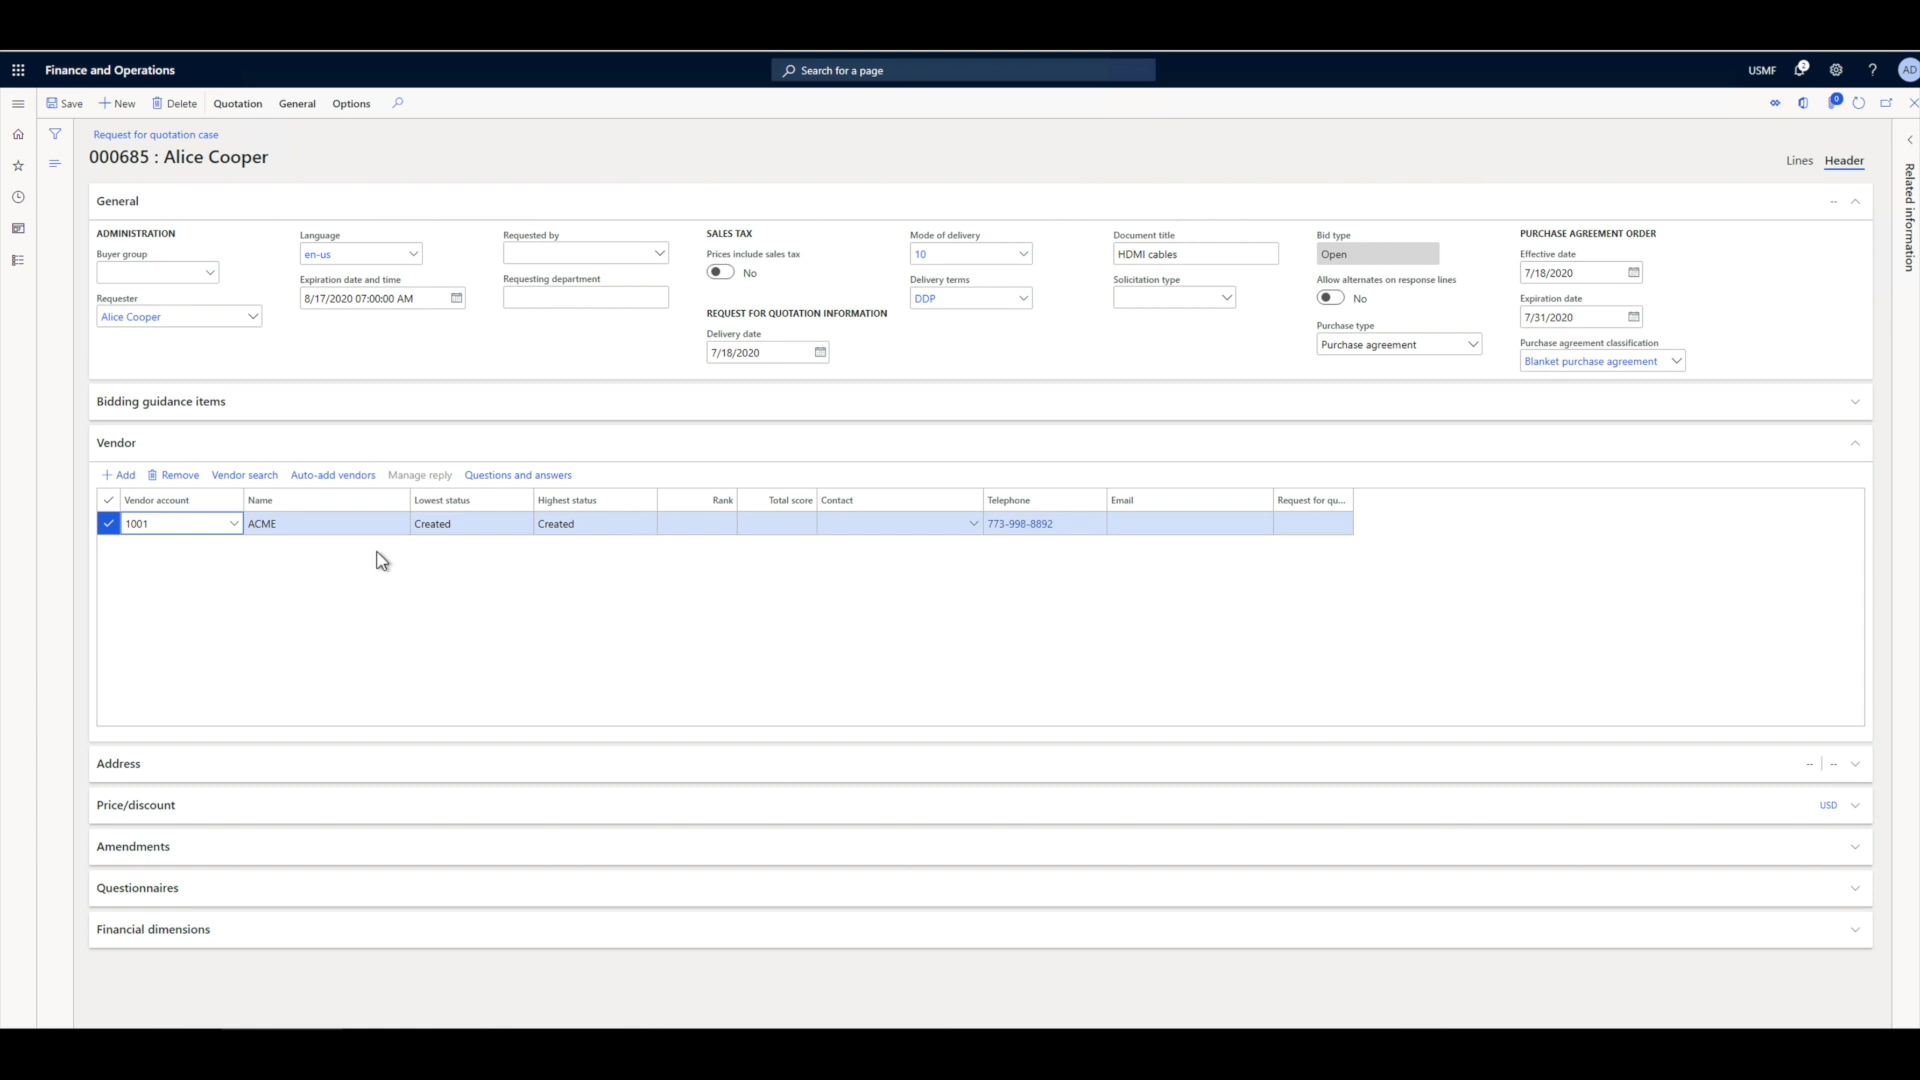 Finance and Operations
Search for a page
USMF
2
?
AD
Save
New
Delete
Quotation
General
Options
0
Request for quotation case
000685 : Alice Cooper
Lines
Header
Related information
General
--
ADMINISTRATION
Buyer group
Requester
Alice Cooper
Language
en-us
Expiration date and time
8/17/2020 07:00:00 AM
Requested by
Requesting department
SALES TAX
Prices include sales tax
No
REQUEST FOR QUOTATION INFORMATION
Delivery date
7/18/2020
Mode of delivery
10
Delivery terms
DDP
Document title
HDMI cables
Solicitation type
Bid type
Open
Allow alternates on response lines
No
Purchase type
Purchase agreement
PURCHASE AGREEMENT ORDER
Effective date
7/18/2020
Expiration date
7/31/2020
Purchase agreement classification
Blanket purchase agreement
Bidding guidance items
Vendor
Add
Remove
Vendor search
Auto-add vendors
Manage reply
Questions and answers
Vendor account
Name
Lowest status
Highest status
Rank
Total score
Contact
Telephone
Email
Request for qu...
1001
ACME
Created
Created
773-998-8892
Address
-- | --
Price/discount
USD
Amendments
Questionnaires
Financial dimensions